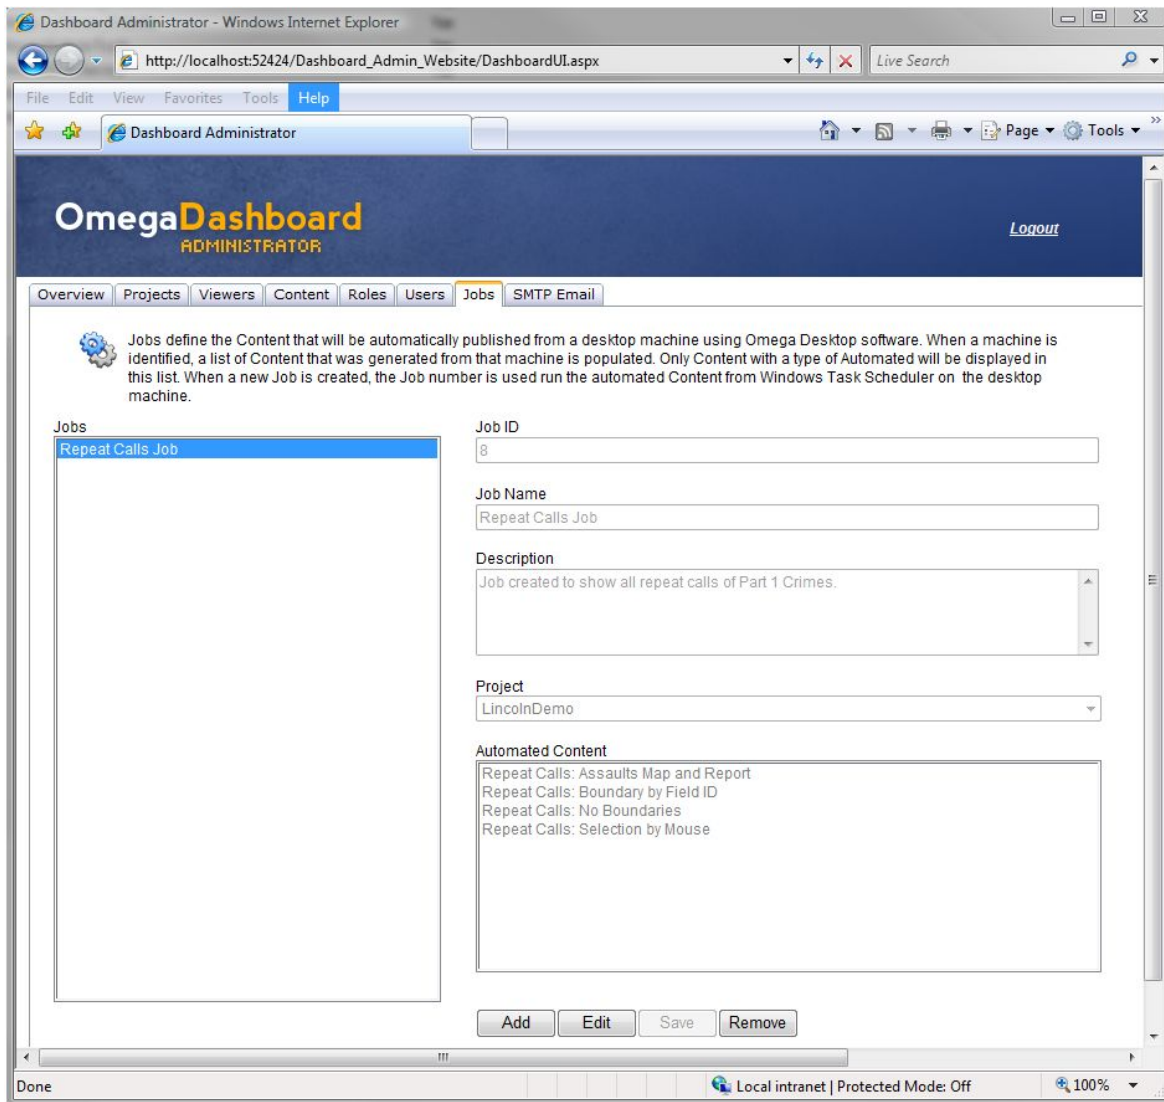 Dashboard Administrator - Windows Internet Explorer
http://localhost:52424/Dashboard_Admin_Website/DashboardUI.aspx
Live Search
File Edit View Favorites Tools Help
Dashboard Administrator
Page Tools
OmegaDashboard
ADMINISTRATOR
Logout
Overview Projects Viewers Content Roles Users Jobs SMTP Email
Jobs define the Content that will be automatically published from a desktop machine using Omega Desktop software. When a machine is
identified, a list of Content that was generated from that machine is populated. Only Content with a type of Automated will be displayed in
this list. When a new Job is created, the Job number is used run the automated Content from Windows Task Scheduler on the desktop
machine.
Jobs
Repeat Calls Job
Job ID
8
Job Name
Repeat Calls Job
Description
Job created to show all repeat calls of Part 1 Crimes.
Project
LincolnDemo
Automated Content
Repeat Calls: Assaults Map and Report
Repeat Calls: Boundary by Field ID
Repeat Calls: No Boundaries
Repeat Calls: Selection by Mouse
Add Edit Save Remove
Done
Local intranet | Protected Mode: Off
100%